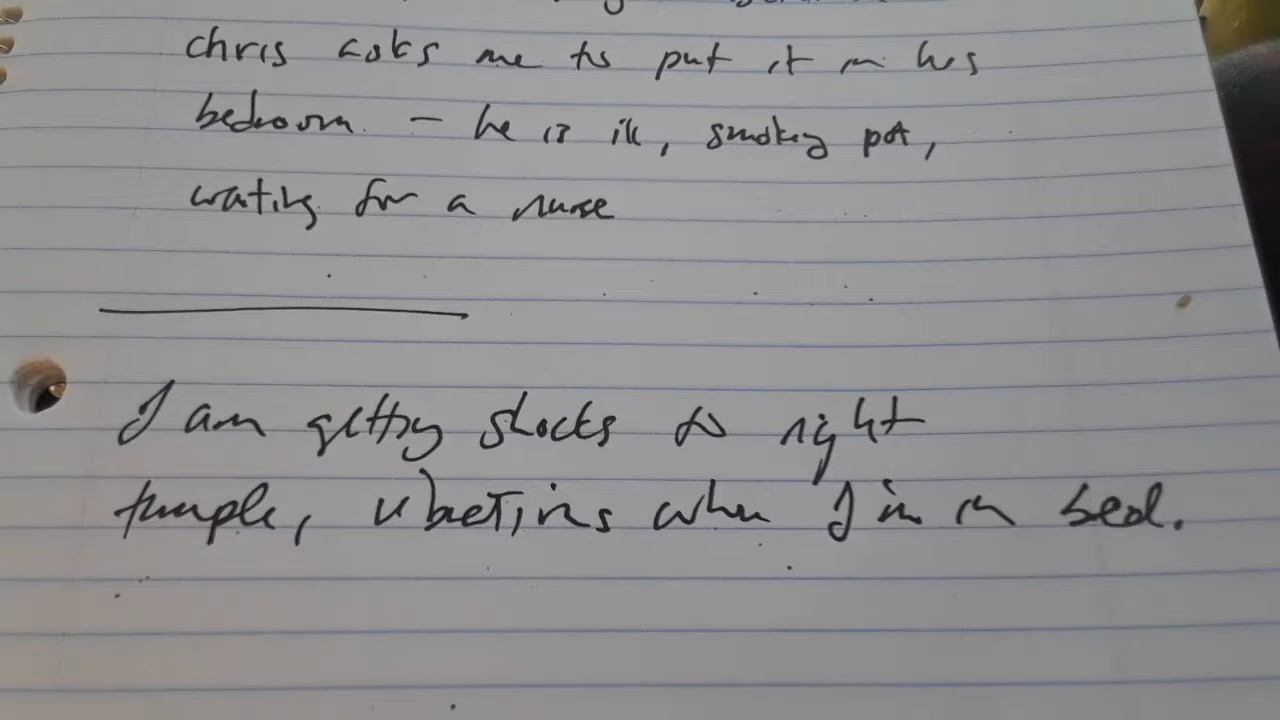 chris asks me to put it in his
bedroom - he is ill, smoking pot,
waiting for a nurse
I am getting shocks to right
temple, vibrations when I'm in bed.